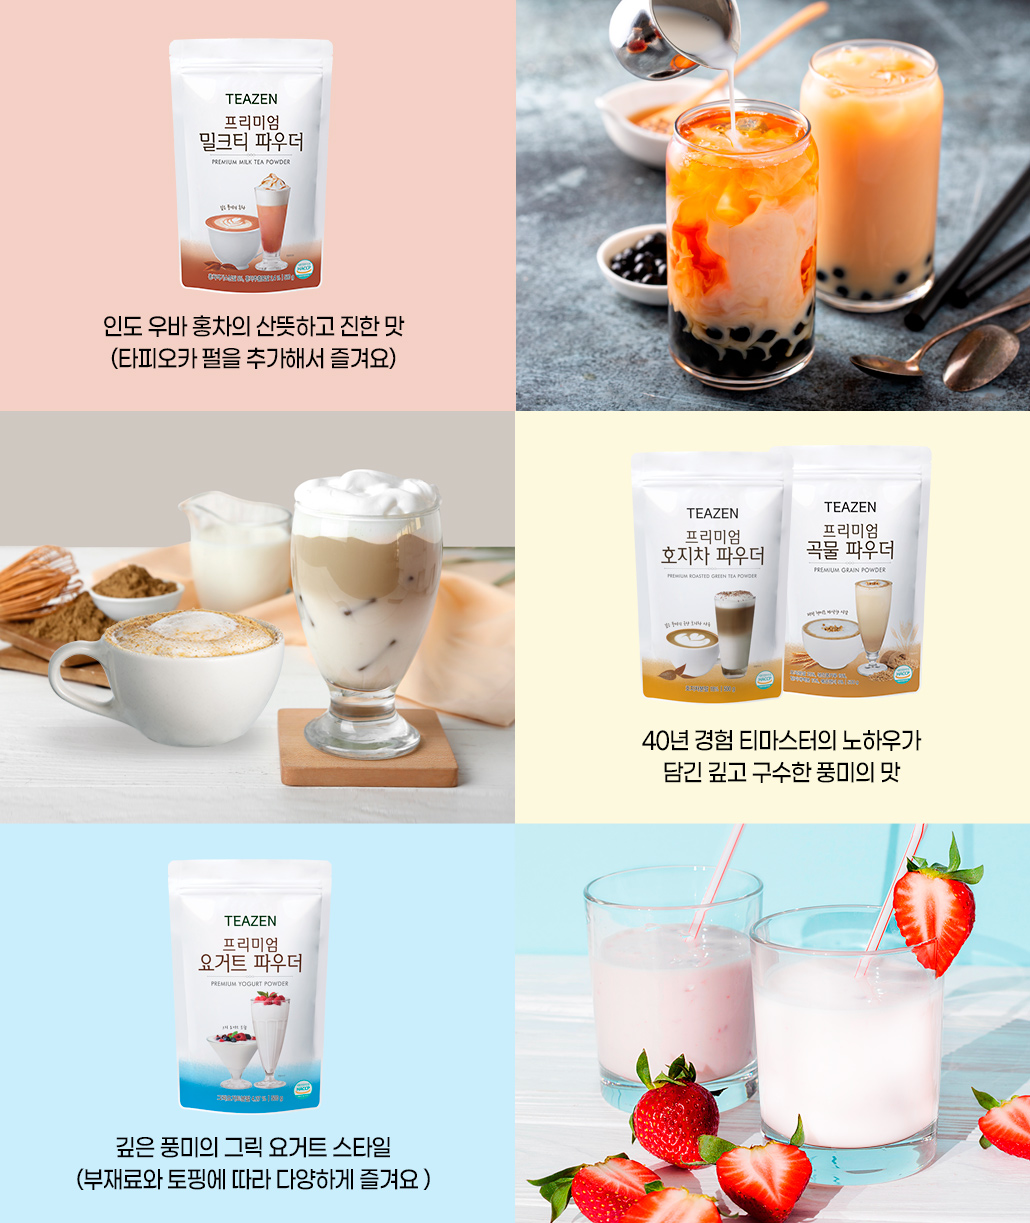 TEAZEN
프리미엄
밀크티 파우더
PREMIUM MILK TEA POWDER
HACCP
인도 우바 홍차의 산뜻하고 진한 맛
(타피오카 펄을 추가해서 즐겨요)
TEAZEN
프리미엄
호지차 파우더
PREMIUM ROASTED GREEN TEA POWDER
HACCP
TEAZEN
프리미엄
곡물 파우더
PREMIUM GRAIN POWDER
HACCP
40년 경험 티마스터의 노하우가
담긴 깊고 구수한 풍미의 맛
TEAZEN
프리미엄
요거트 파우더
PREMIUM YOGURT POWDER
HACCP
깊은 풍미의 그릭 요거트 스타일
(부재료와 토핑에 따라 다양하게 즐겨요 )